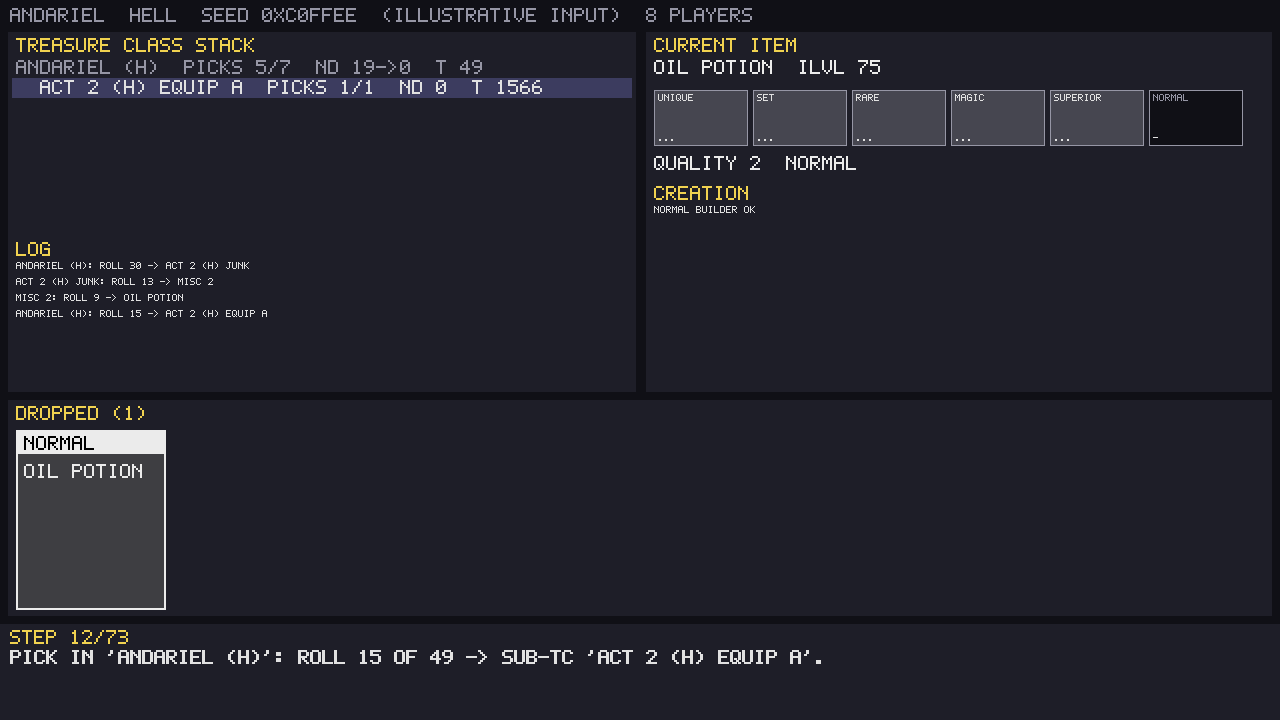 ANDARIEL  HELL  SEED 0XC0FFEE  (ILLUSTRATIVE INPUT)  8 PLAYERS
TREASURE CLASS STACK
ANDARIEL (H)  PICKS 5/7  ND 19->0  T 49
ACT 2 (H) EQUIP A  PICKS 1/1  ND 0  T 1566
LOG
ANDARIEL (H): ROLL 30 -> ACT 2 (H) JUNK
ACT 2 (H) JUNK: ROLL 13 -> MISC 2
MISC 2: ROLL 9 -> OIL POTION
ANDARIEL (H): ROLL 15 -> ACT 2 (H) EQUIP A
CURRENT ITEM
OIL POTION  ILVL 75
UNIQUE SET RARE MAGIC SUPERIOR NORMAL
... ... ... ... ... _
QUALITY 2  NORMAL
CREATION
NORMAL BUILDER OK
DROPPED (1)
NORMAL
OIL POTION
STEP 12/73
PICK IN 'ANDARIEL (H)': ROLL 15 OF 49 -> SUB-TC 'ACT 2 (H) EQUIP A'.